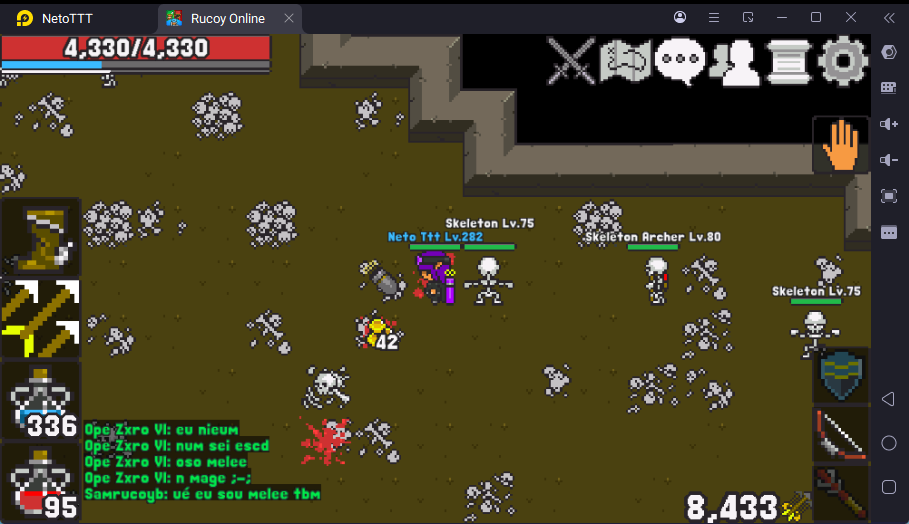 NetoTTT
Rucoy Online
4,330/4,330
Skeleton Lv.75
Neto Ttt Lv.282
Skeleton Archer Lv.80
Skeleton Lv.75
42
336
95
Ope Zxro Vl: eu nieum
Ope Zxro Vl: num sei escd
Ope Zxro Vl: oso melee
Ope Zxro Vl: n mage ;-;
Samrucoyb: ué eu sou melee tbm
8,433